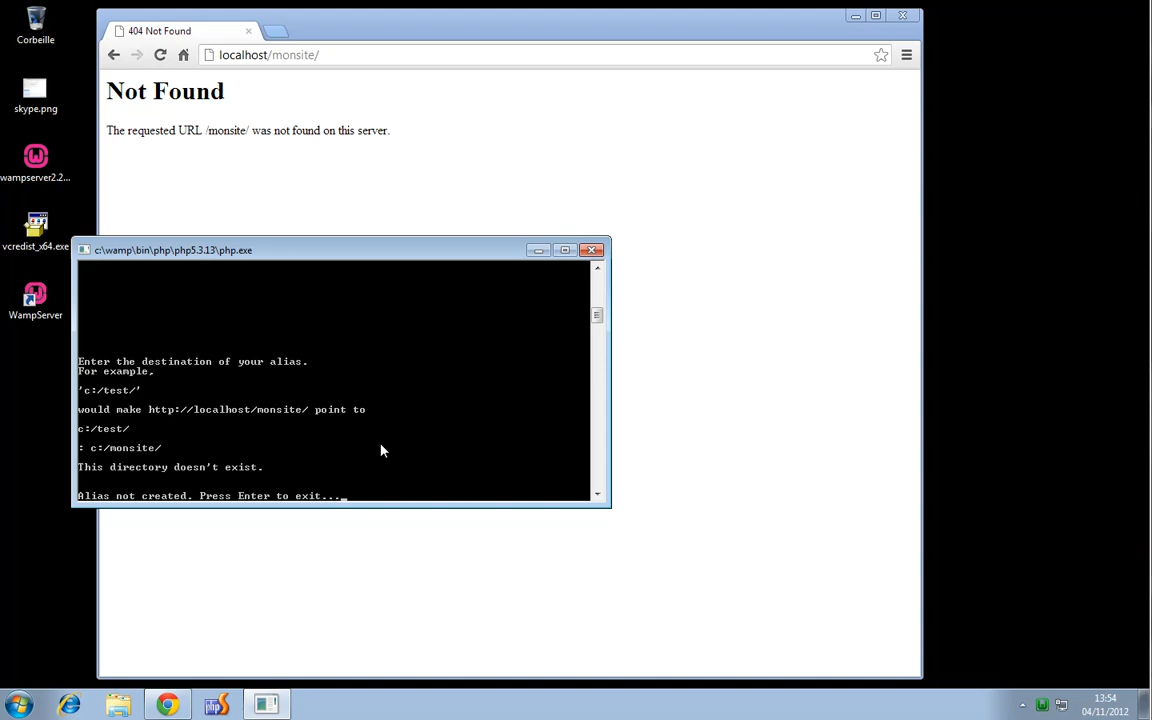 Corbeille
skype.png
wampserver2.2...
vcredist_x64.exe
WampServer
404 Not Found
localhost/monsite/
Not Found
The requested URL /monsite/ was not found on this server.
c:\wamp\bin\php\php5.3.13\php.exe
Enter the destination of your alias.
For example,
'c:/test/'
would make http://localhost/monsite/ point to
c:/test/
: c:/monsite/
This directory doesn't exist.
Alias not created. Press Enter to exit..._
php
13:54
04/11/2012